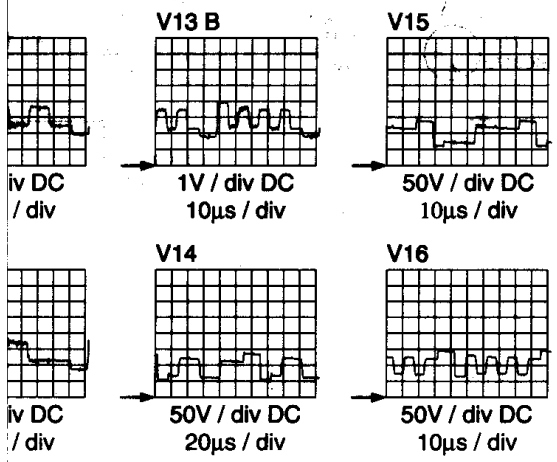 V13 B
V15
iv DC
1V / div DC
50V / div DC
/ div
10μs / div
10μs / div
V14
V16
iv DC
50V / div DC
50V / div DC
/ div
20μs / div
10μs / div